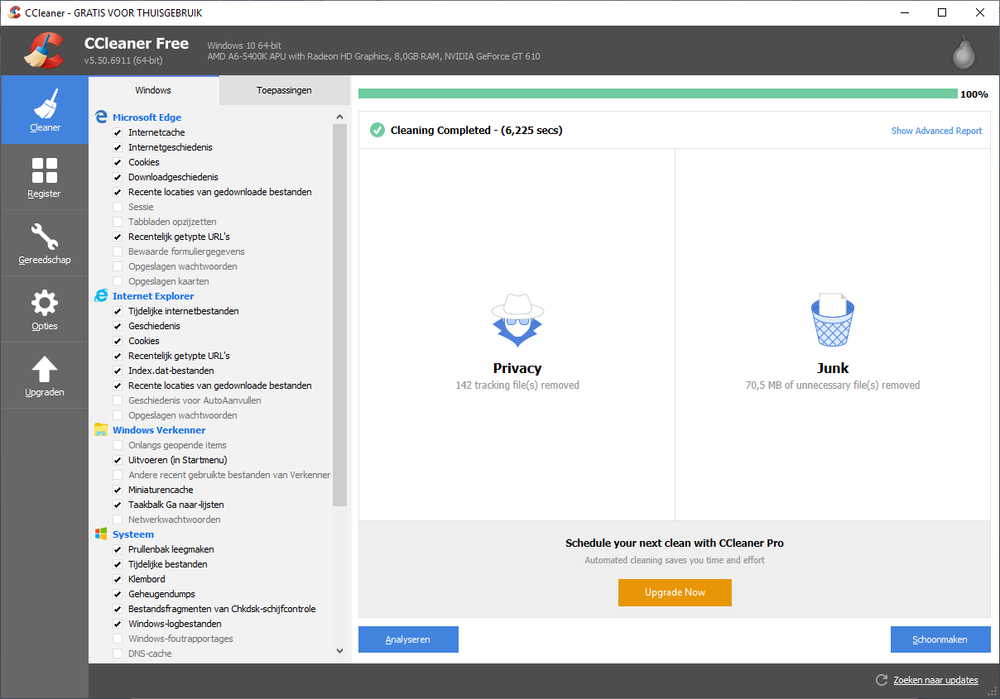 CCleaner - GRATIS VOOR THUISGEBRUIK
CCleaner Free
v5.50.6911 (64-bit)
Windows 10 64-bit
AMD A6-5400K APU with Radeon HD Graphics, 8,0GB RAM, NVIDIA GeForce GT 610
Cleaner
Register
Gereedschap
Opties
Upgraden
Windows
Toepassingen
Microsoft Edge
Internetcache
Internetgeschiedenis
Cookies
Downloadgeschiedenis
Recente locaties van gedownloade bestanden
Sessie
Tabbladen opzijzetten
Recentelijk getypte URL's
Bewaarde formuliergegevens
Opgeslagen wachtwoorden
Opgeslagen kaarten
Internet Explorer
Tijdelijke internetbestanden
Geschiedenis
Cookies
Recentelijk getypte URL's
Index.dat-bestanden
Recente locaties van gedownloade bestanden
Geschiedenis voor AutoAanvullen
Opgeslagen wachtwoorden
Windows Verkenner
Onlangs geopende items
Uitvoeren (in Startmenu)
Andere recent gebruikte bestanden van Verkenner
Miniaturencache
Taakbalk Ga naar-lijsten
Netwerkwachtwoorden
Systeem
Prullenbak leegmaken
Tijdelijke bestanden
Klembord
Geheugendumps
Bestandsfragmenten van Chkdsk-schijfcontrole
Windows-logbestanden
Windows-foutrapportages
DNS-cache
100%
Cleaning Completed - (6,225 secs)
Show Advanced Report
Privacy
142 tracking file(s) removed
Junk
70,5 MB of unnecessary file(s) removed
Schedule your next clean with CCleaner Pro
Automated cleaning saves you time and effort
Upgrade Now
Analyseren
Schoonmaken
Zoeken naar updates